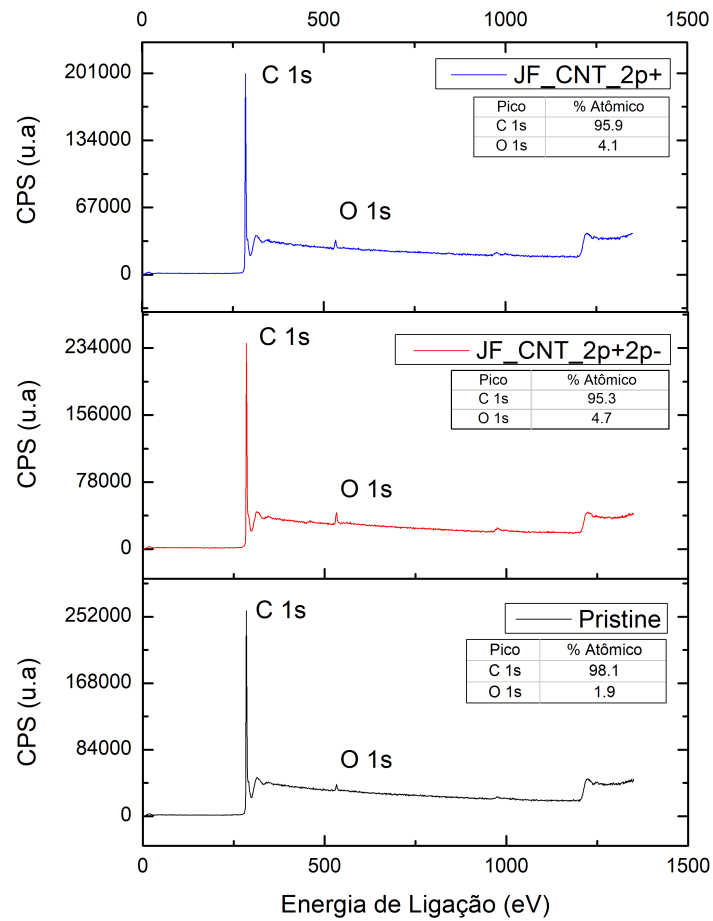 0 500 1000 1500
C 1s
JF_CNT_2p+
Pico % Atômico
C 1s 95.9
O 1s 4.1
O 1s
201000
134000
67000
0
CPS (u.a)
C 1s
JF_CNT_2p+2p-
Pico % Atômico
C 1s 95.3
O 1s 4.7
O 1s
234000
156000
78000
0
CPS (u.a)
C 1s
Pristine
Pico % Atômico
C 1s 98.1
O 1s 1.9
O 1s
252000
168000
84000
0
CPS (u.a)
0 500 1000 1500
Energia de Ligação (eV)